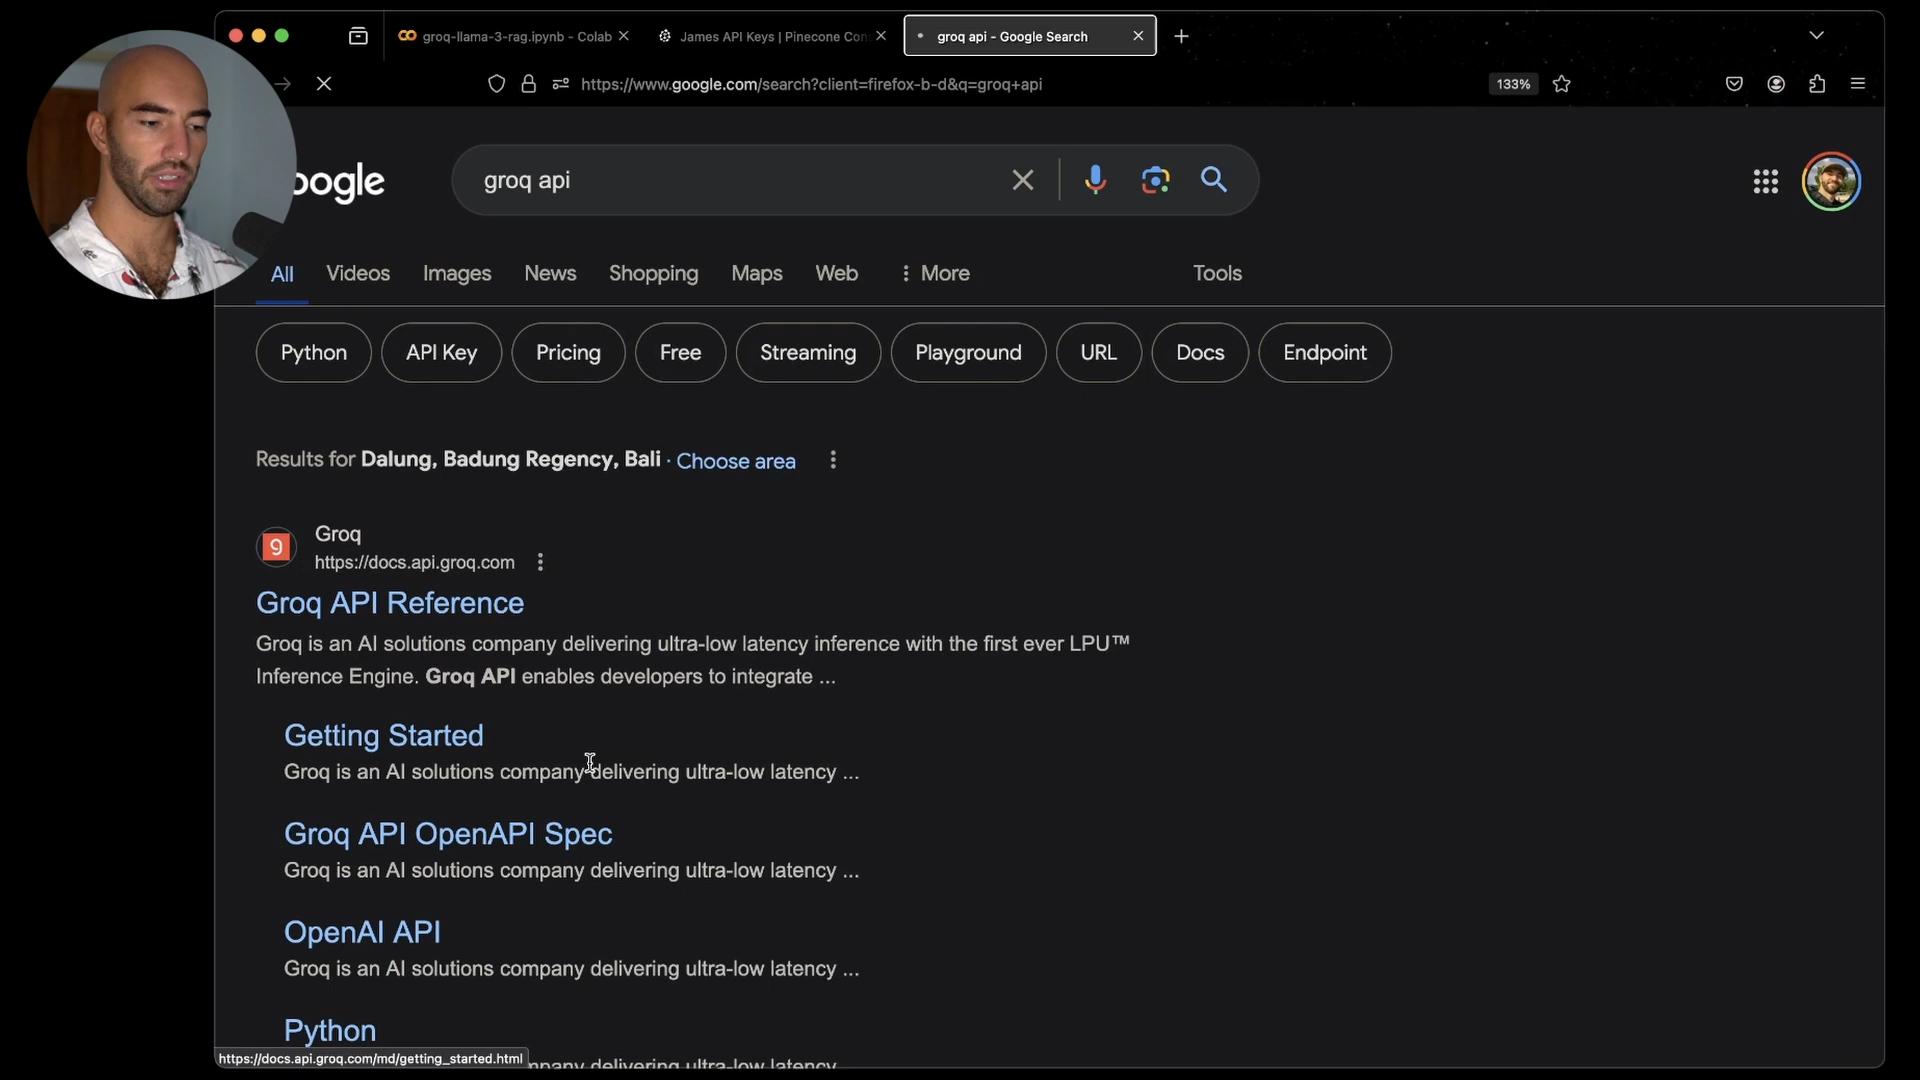 groq-llama-3-rag.ipynb - Colab
James API Keys | Pinecone Con
groq api - Google Search
https://www.google.com/search?client=firefox-b-d&q=groq+api
133%
oogle
groq api
All
Videos
Images
News
Shopping
Maps
Web
More
Tools
Python
API Key
Pricing
Free
Streaming
Playground
URL
Docs
Endpoint
Results for Dalung, Badung Regency, Bali · Choose area
Groq
https://docs.api.groq.com
Groq API Reference
Groq is an AI solutions company delivering ultra-low latency inference with the first ever LPU™
Inference Engine. Groq API enables developers to integrate ...
Getting Started
Groq is an AI solutions company delivering ultra-low latency ...
Groq API OpenAPI Spec
Groq is an AI solutions company delivering ultra-low latency ...
OpenAI API
Groq is an AI solutions company delivering ultra-low latency ...
Python
https://docs.api.groq.com/md/getting_started.html
mpany delivering ultra-low latency